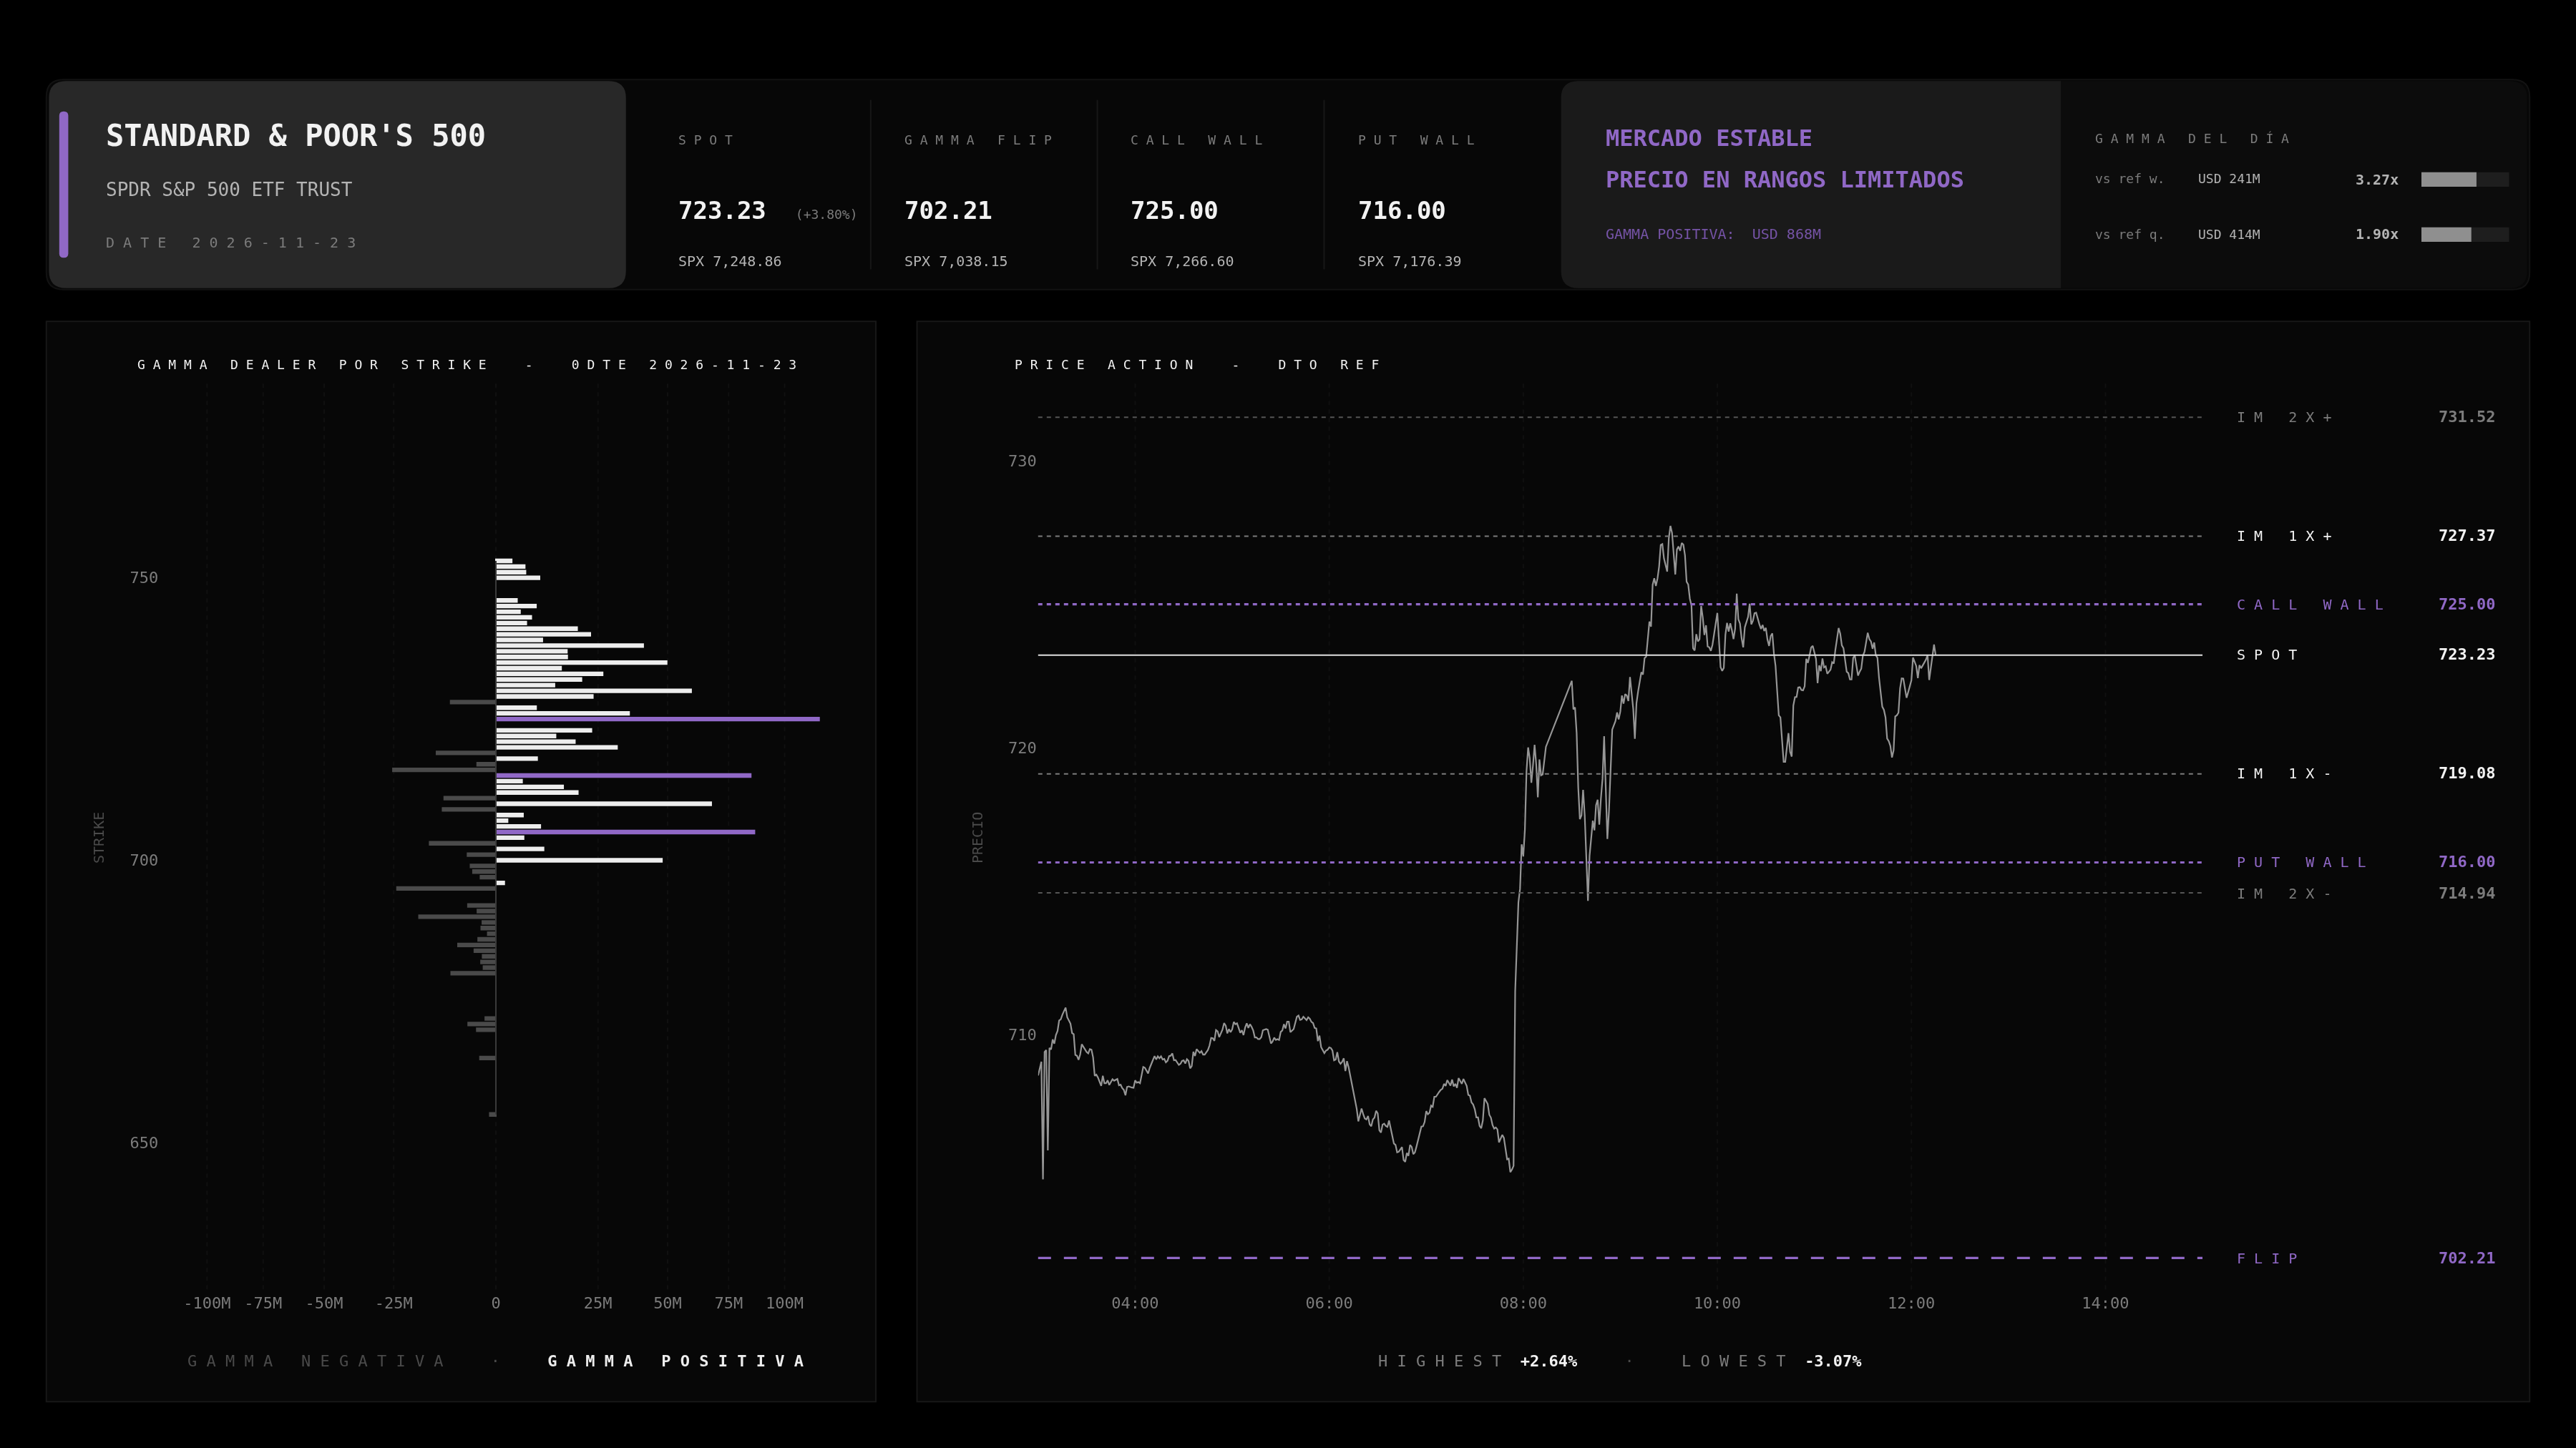 STANDARD & POOR'S 500
SPDR S&P 500 ETF TRUST
DATE 2026-11-23
SPOT
723.23 (+3.80%)
SPX 7,248.86
GAMMA FLIP
702.21
SPX 7,038.15
CALL WALL
725.00
SPX 7,266.60
PUT WALL
716.00
SPX 7,176.39
MERCADO ESTABLE
PRECIO EN RANGOS LIMITADOS
GAMMA POSITIVA: USD 868M
GAMMA DEL DÍA
vs ref w. USD 241M 3.27x
vs ref q. USD 414M 1.90x
GAMMA DEALER POR STRIKE - 0DTE 2026-11-23
STRIKE
750
700
650
-100M -75M -50M -25M 0 25M 50M 75M 100M
GAMMA NEGATIVA · GAMMA POSITIVA
PRICE ACTION - DTO REF
PRECIO
730
720
710
IM 2X+ 731.52
IM 1X+ 727.37
CALL WALL 725.00
SPOT 723.23
IM 1X- 719.08
PUT WALL 716.00
IM 2X- 714.94
FLIP 702.21
04:00 06:00 08:00 10:00 12:00 14:00
HIGHEST +2.64% · LOWEST -3.07%